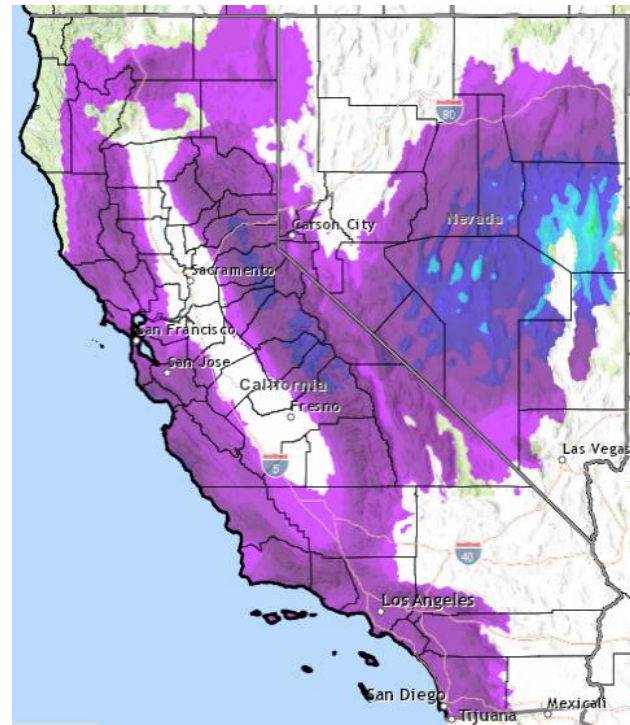 80
Nevada
Carson City
Sacramento
San Francisco
San Jose
California
Fresno
5
Las Vegas
40
Los Angeles
San Diego
Tijuana
Mexicali